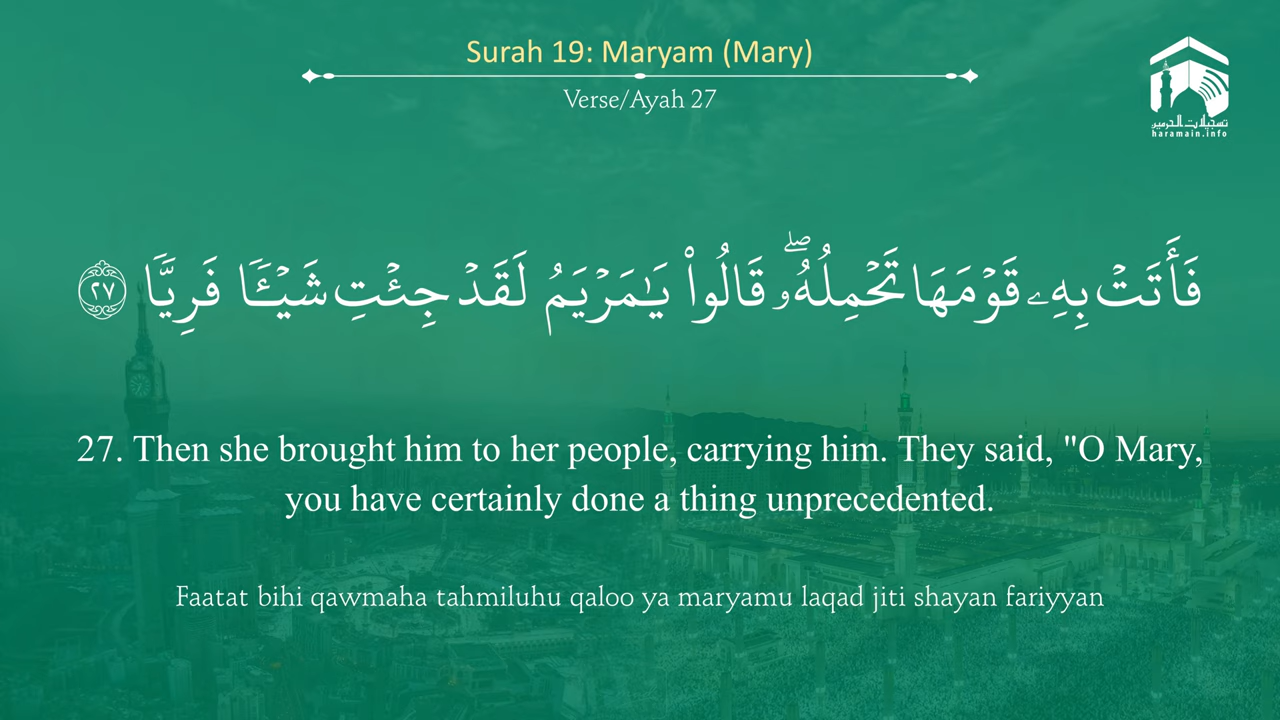 Surah 19: Maryam (Mary)
Verse/Ayah 27
تسجيلات الحرمين
haramain.info
فَأَتَتْ بِهِۦ قَوْمَهَا تَحْمِلُهُۥ ۖ قَالُوا۟ يَـٰمَرْيَمُ لَقَدْ جِئْتِ شَيْـًٔا فَرِيًّا ٢٧
27. Then she brought him to her people, carrying him. They said, "O Mary,
you have certainly done a thing unprecedented.
Faatat bihi qawmaha tahmiluhu qaloo ya maryamu laqad jiti shayan fariyyan